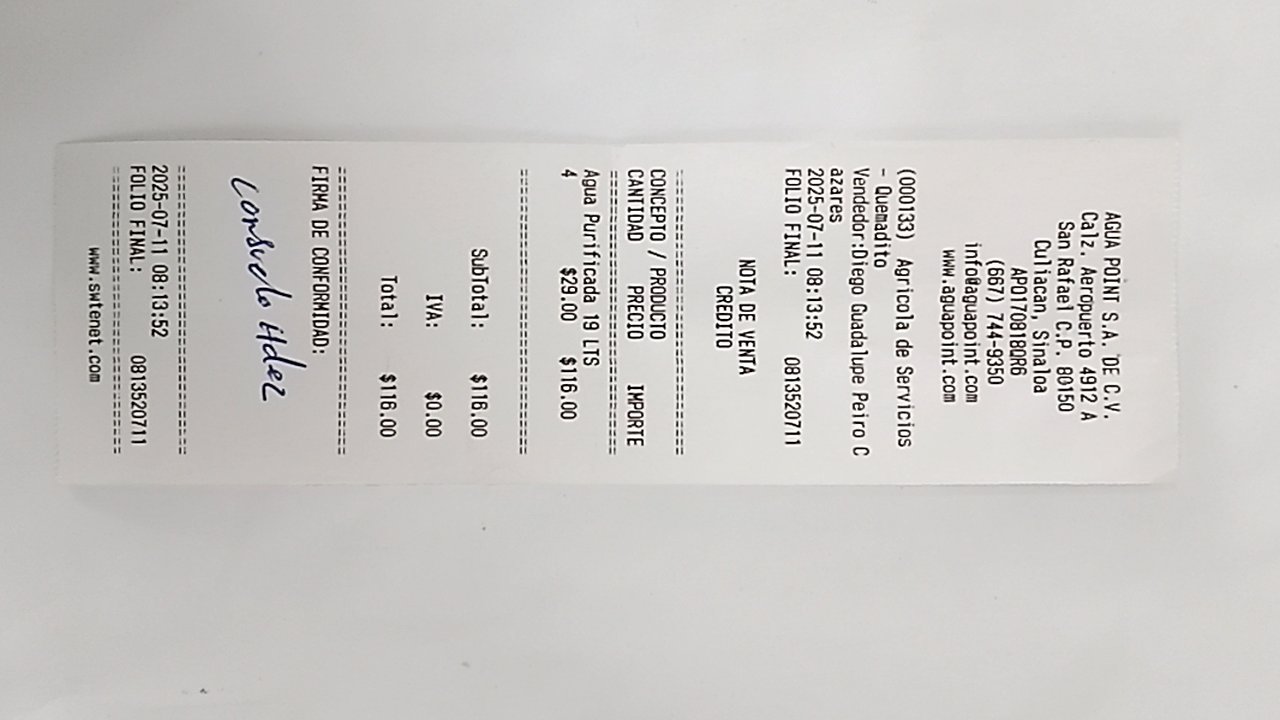 AGUA POINT S.A. DE C.V.
Calz. Aeropuerto 4912 A
San Rafael C.P. 80150
Culiacan, Sinaloa
APO170818QR6
(667) 744-9350
info@aguapoint.com
www.aguapoint.com
(000133) Agricola de Servicios
- Quemadito
Vendedor:Diego Guadalupe Peiro C
azares
2025-07-11 08:13:52
FOLIO FINAL: 0813520711
NOTA DE VENTA
CREDITO
================================
CONCEPTO / PRODUCTO
CANTIDAD PRECIO IMPORTE
================================
Agua Purificada 19 LTS
4 $29.00 $116.00
================================
SubTotal: $116.00
IVA: $0.00
Total: $116.00
================================
FIRMA DE CONFORMIDAD:
Consuelo Hdez
================================
2025-07-11 08:13:52
FOLIO FINAL: 0813520711
================================
www.swtenet.com